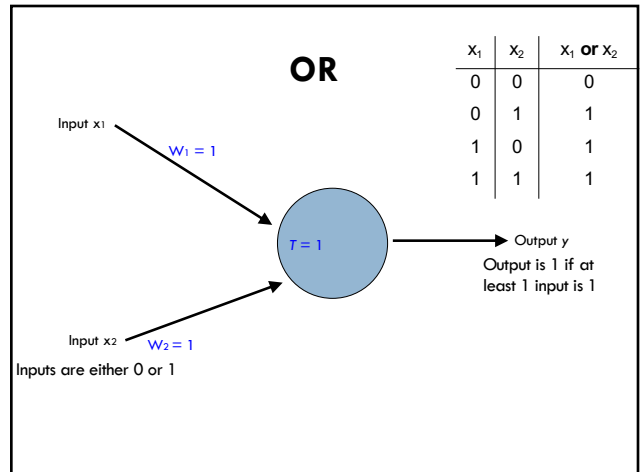 OR
x₁ x₂ x₁ or x₂
0 0 0
0 1 1
1 0 1
1 1 1
Input x₁
W₁ = 1
T = 1
Output y
Output is 1 if at
least 1 input is 1
Input x₂
W₂ = 1
Inputs are either 0 or 1